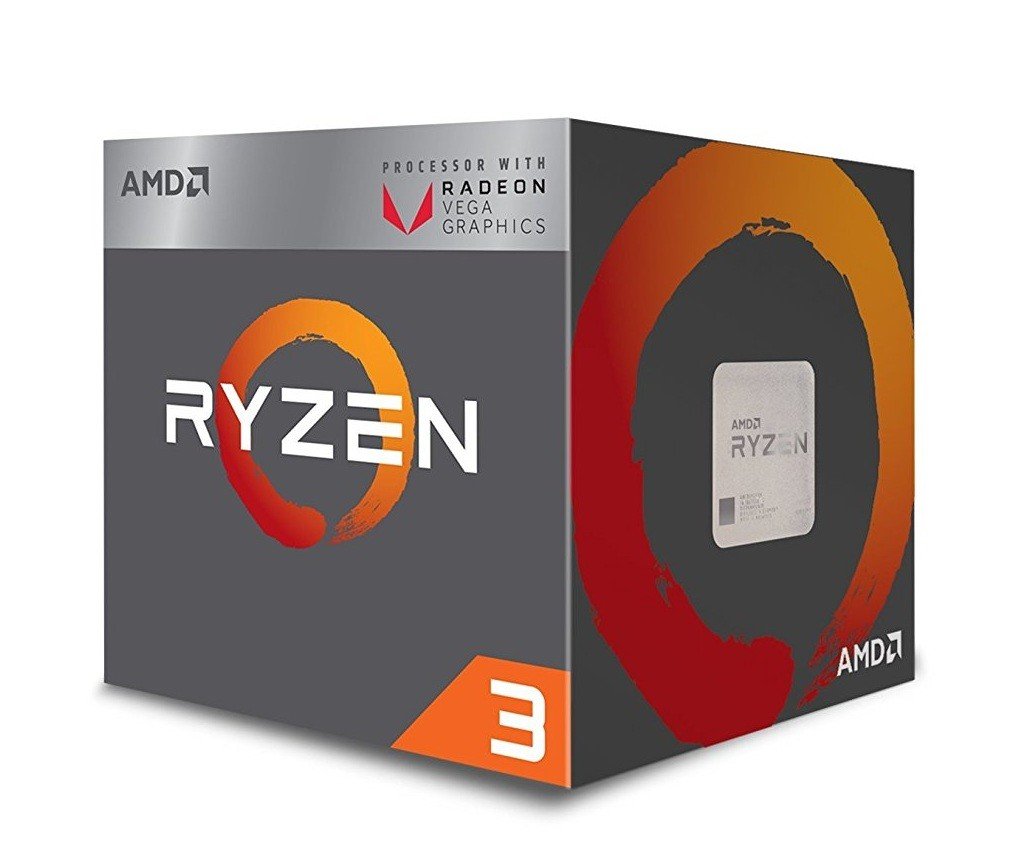 AMD
PROCESSOR WITH
RADEON
VEGA
GRAPHICS
RYZEN
3
AMD
RYZEN
AMD